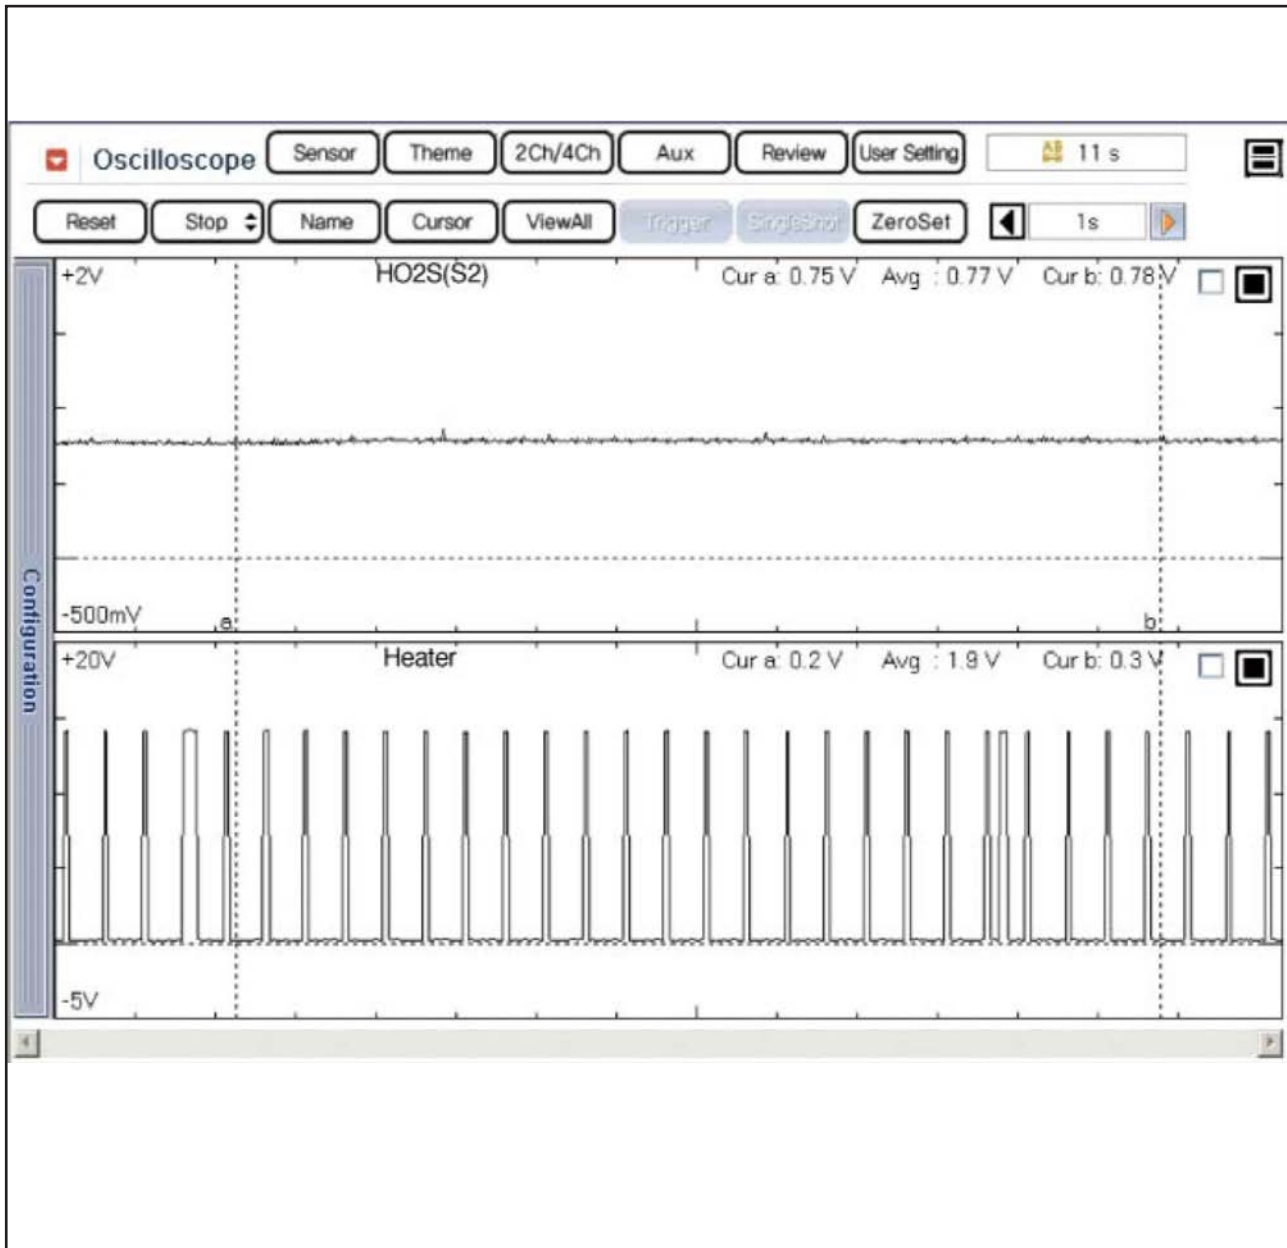 Oscilloscope Sensor Theme 2Ch/4Ch Aux Review User Setting 11 s
Reset Stop Name Cursor ViewAll Trigger SingleShot ZeroSet 1s
+2V HO2S(S2) Cur a: 0.75 V Avg : 0.77 V Cur b: 0.78 V
Configuration
-500mV a b
+20V Heater Cur a: 0.2 V Avg : 1.9 V Cur b: 0.3 V
-5V